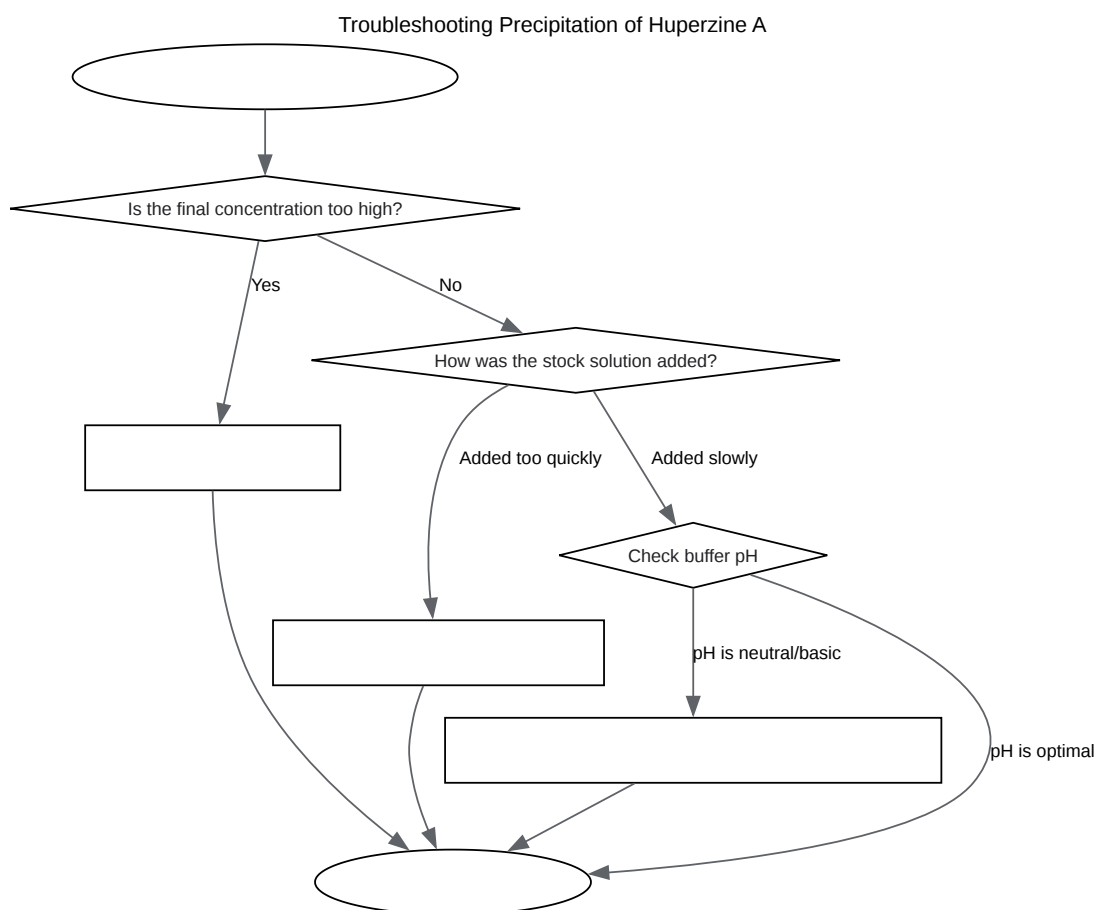 Troubleshooting Precipitation of Huperzine A
Is the final concentration too high?
Yes
No
How was the stock solution added?
Added too quickly
Added slowly
Check buffer pH
pH is neutral/basic
pH is optimal